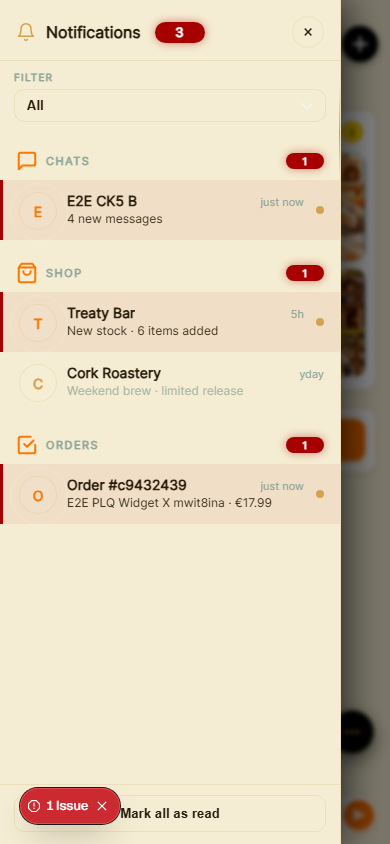 Notifications 3
FILTER
All
CHATS 1
E
E2E CK5 B just now
4 new messages
SHOP 1
T
Treaty Bar 5h
New stock · 6 items added
C
Cork Roastery yday
Weekend brew · limited release
ORDERS 1
O
Order #c9432439 just now
E2E PLQ Widget X mwit8ina · €17.99
1 Issue
Mark all as read